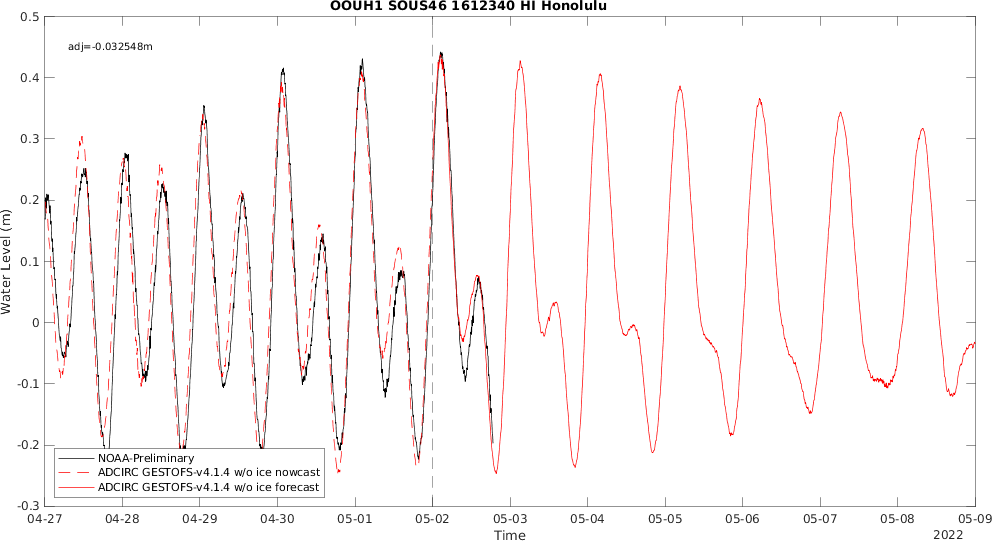 OOUH1 SOUS46 1612340 HI Honolulu
adj=-0.032548m
0.5
0.4
0.3
0.2
0.1
0
-0.1
-0.2
-0.3
Water Level (m)
NOAA-Preliminary
ADCIRC GESTOFS-v4.1.4 w/o ice nowcast
ADCIRC GESTOFS-v4.1.4 w/o ice forecast
04-27 04-28 04-29 04-30 05-01 05-02 05-03 05-04 05-05 05-06 05-07 05-08 05-09
Time
2022